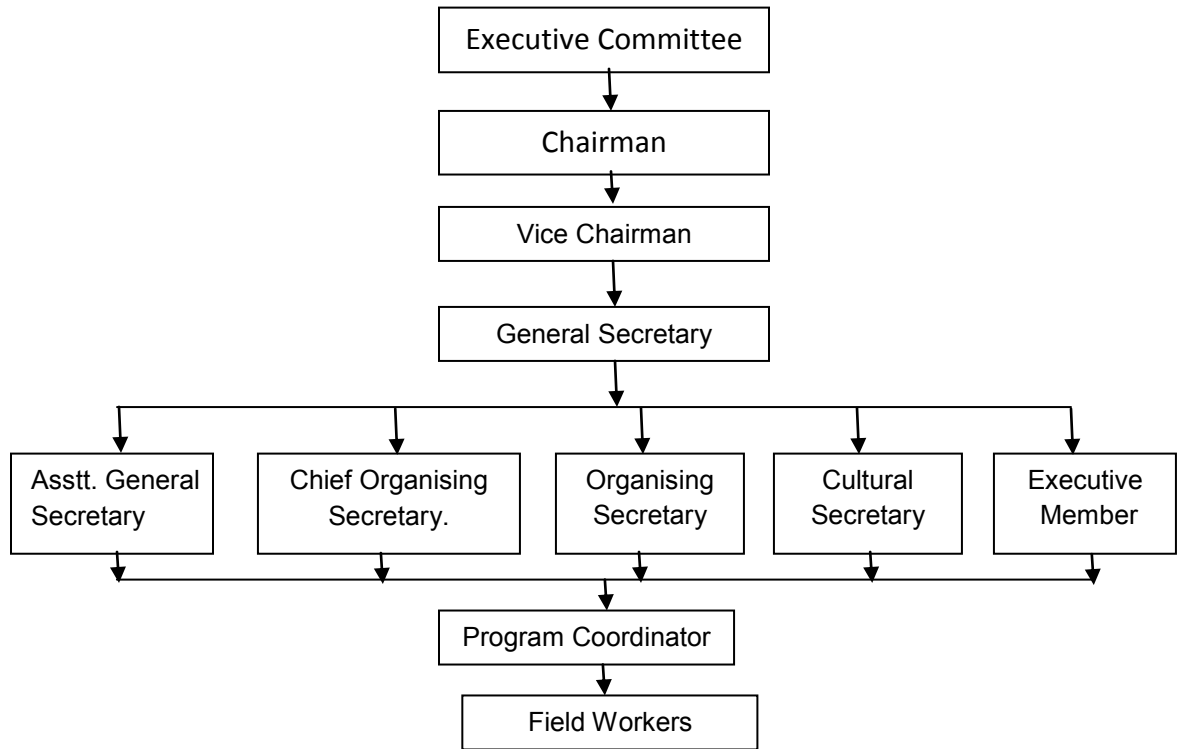 Executive Committee
Chairman
Vice Chairman
General Secretary
Asstt. General
Secretary
Chief Organising
Secretary.
Organising
Secretary
Cultural
Secretary
Executive
Member
Program Coordinator
Field Workers